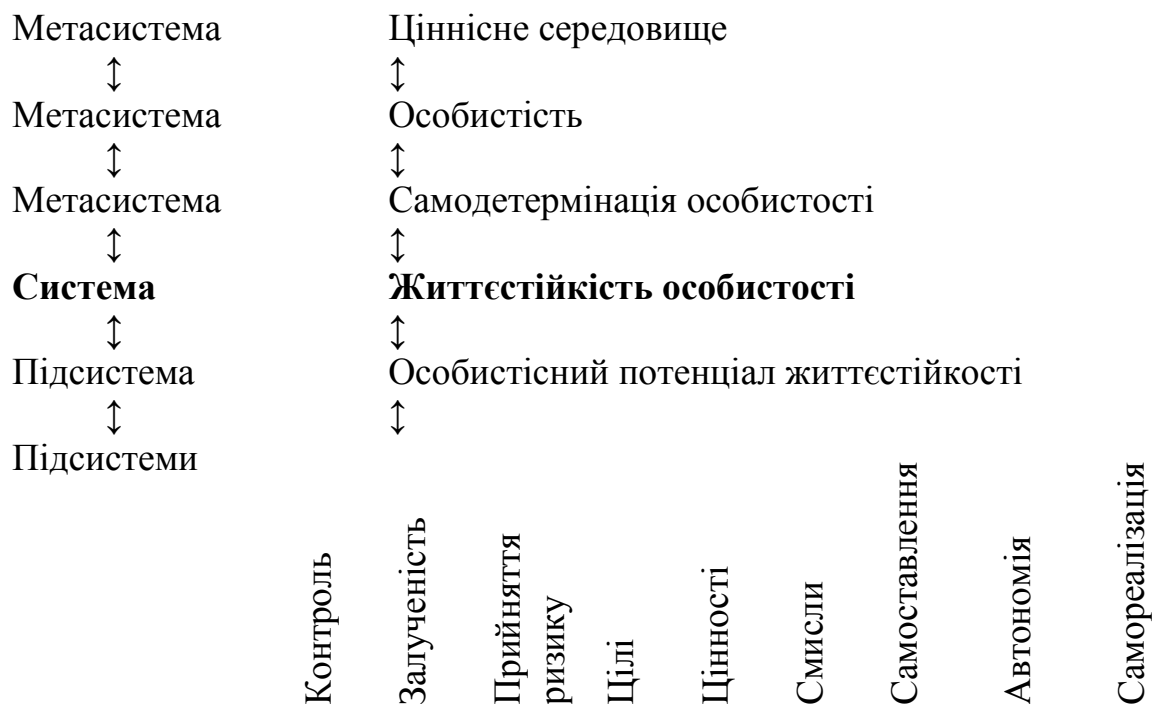 Метасистема Ціннісне середовище
↕ ↕
Метасистема Особистість
↕ ↕
Метасистема Самодетермінація особистості
↕ ↕
Система Життєстійкість особистості
↕ ↕
Підсистема Особистісний потенціал життєстійкості
↕ ↕
Підсистеми
Контроль
Залученість
Прийняття
ризику
Цілі
Цінності
Смисли
Самоставлення
Автономія
Самореалізація